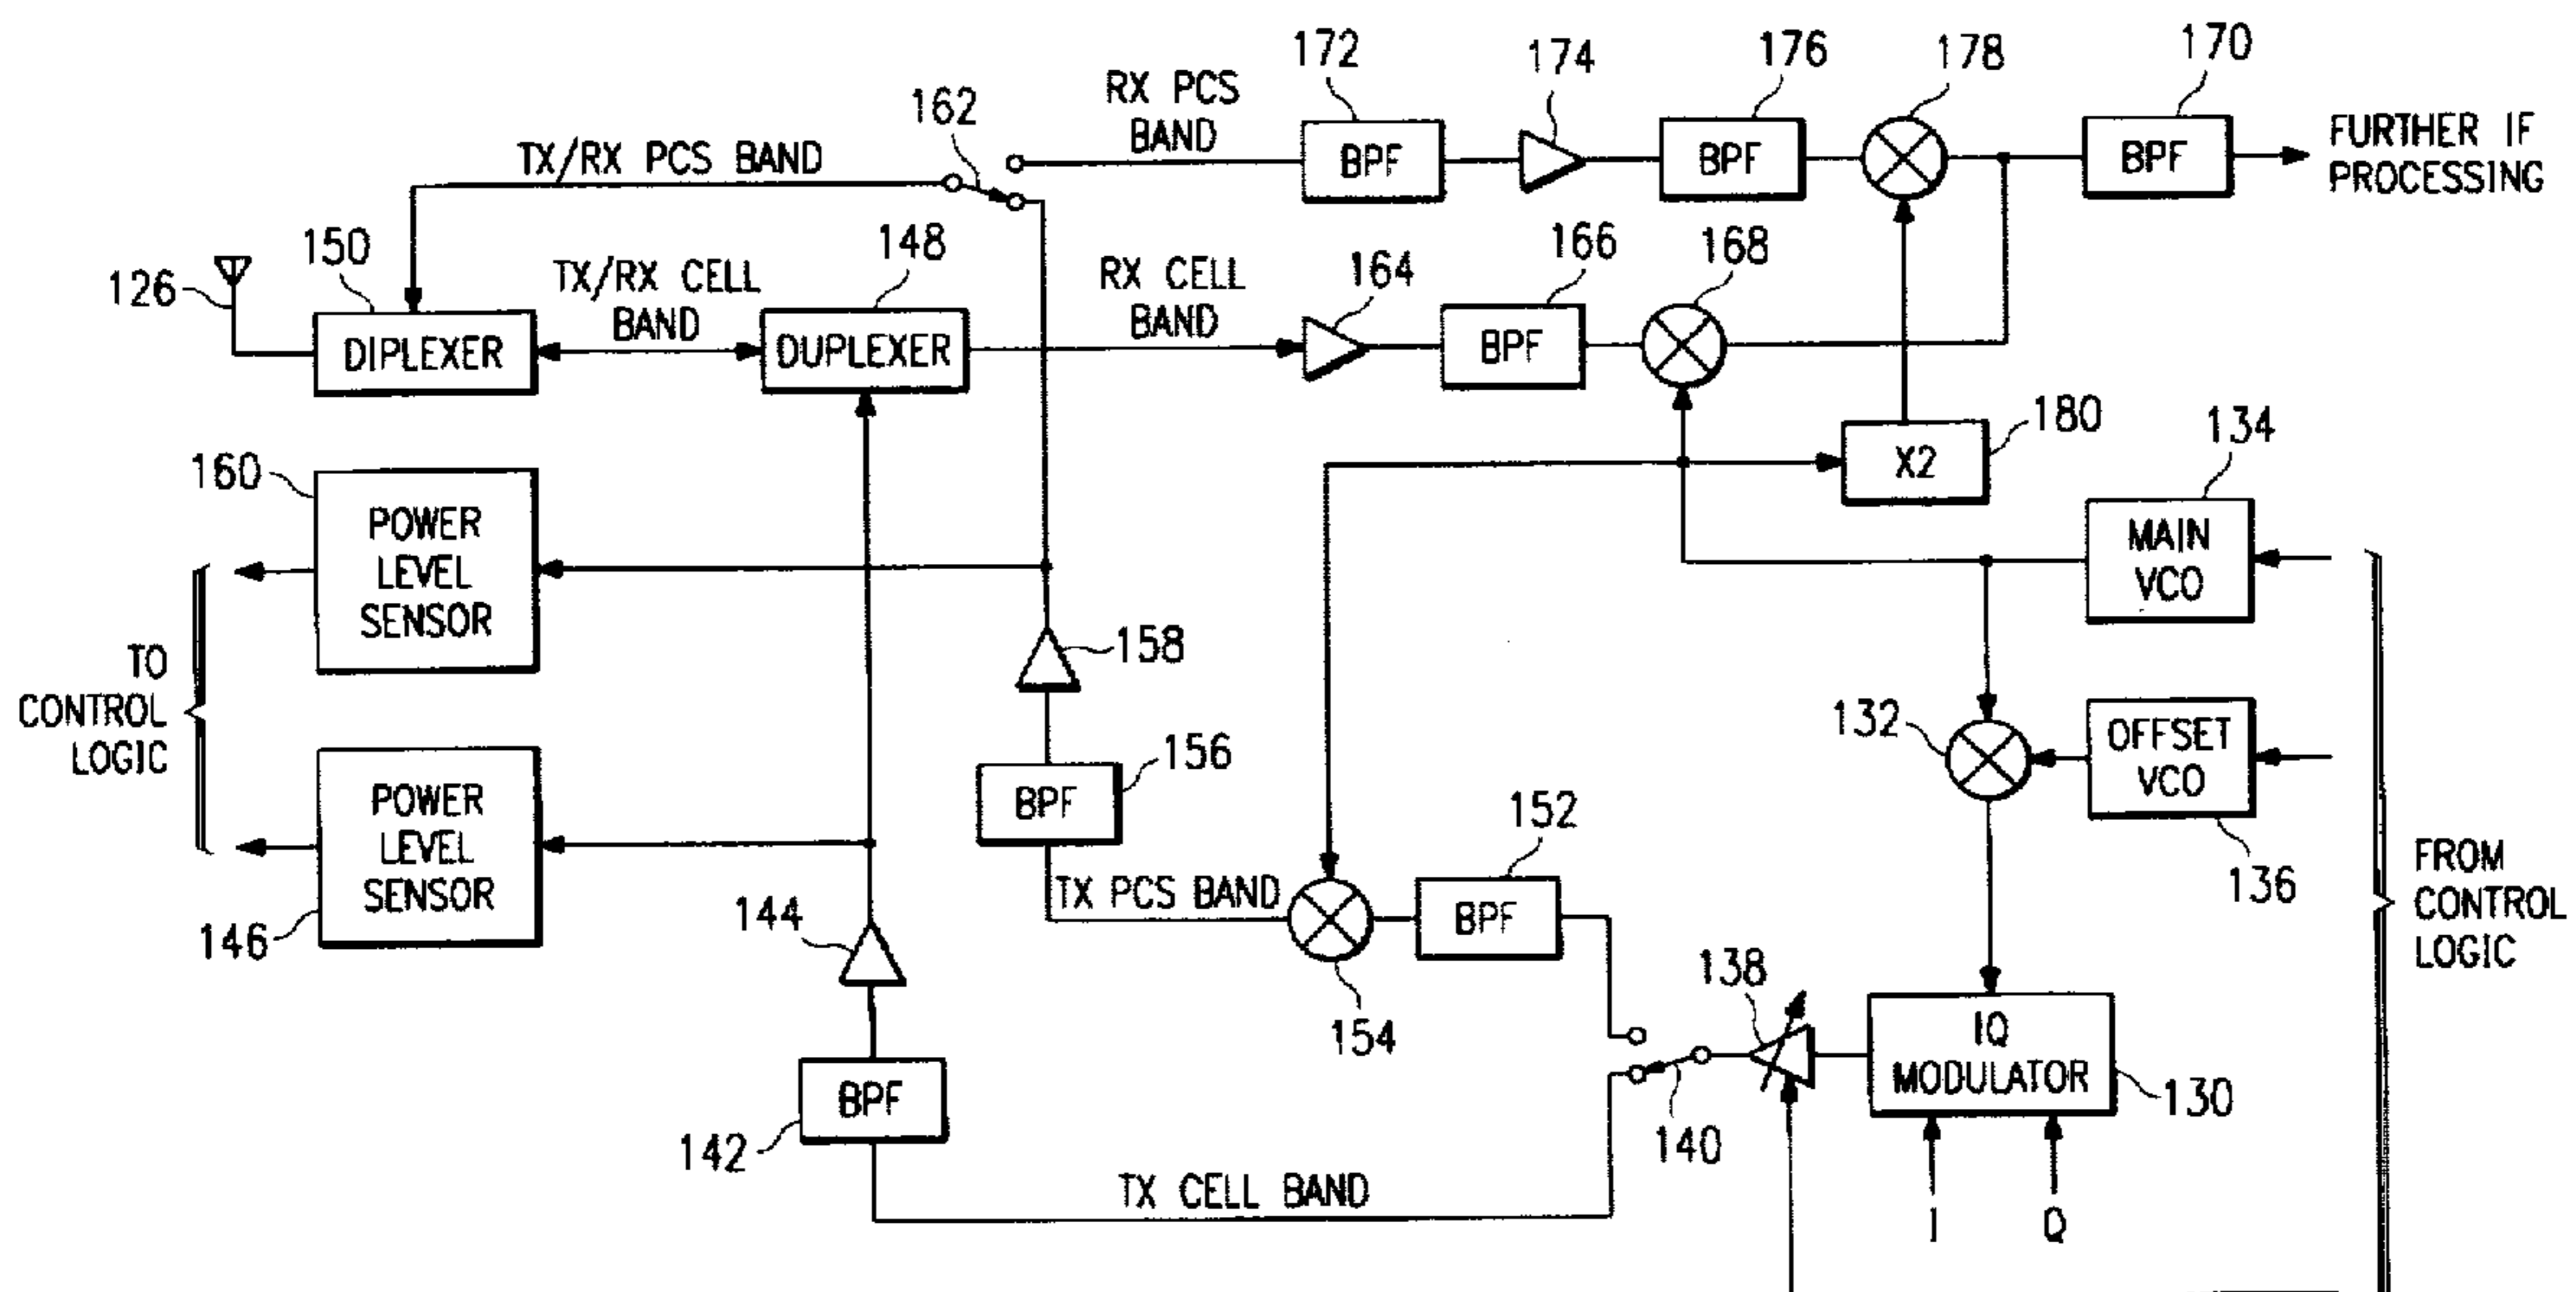 172
174
176
178
170
162
RX PCS
BAND
TX/RX PCS BAND
BPF
BPF
BPF
FURTHER IF
PROCESSING
150
148
126
TX/RX CELL
BAND
RX CELL
BAND
164
166
168
DIPLEXER
DUPLEXER
BPF
180
X2
134
160
POWER
LEVEL
SENSOR
MAIN
VCO
TO
CONTROL
LOGIC
158
132
OFFSET
VCO
136
156
BPF
POWER
LEVEL
SENSOR
146
144
TX PCS BAND
152
BPF
154
FROM
CONTROL
LOGIC
138
IQ
MODULATOR
130
140
BPF
142
TX CELL BAND
I
Q